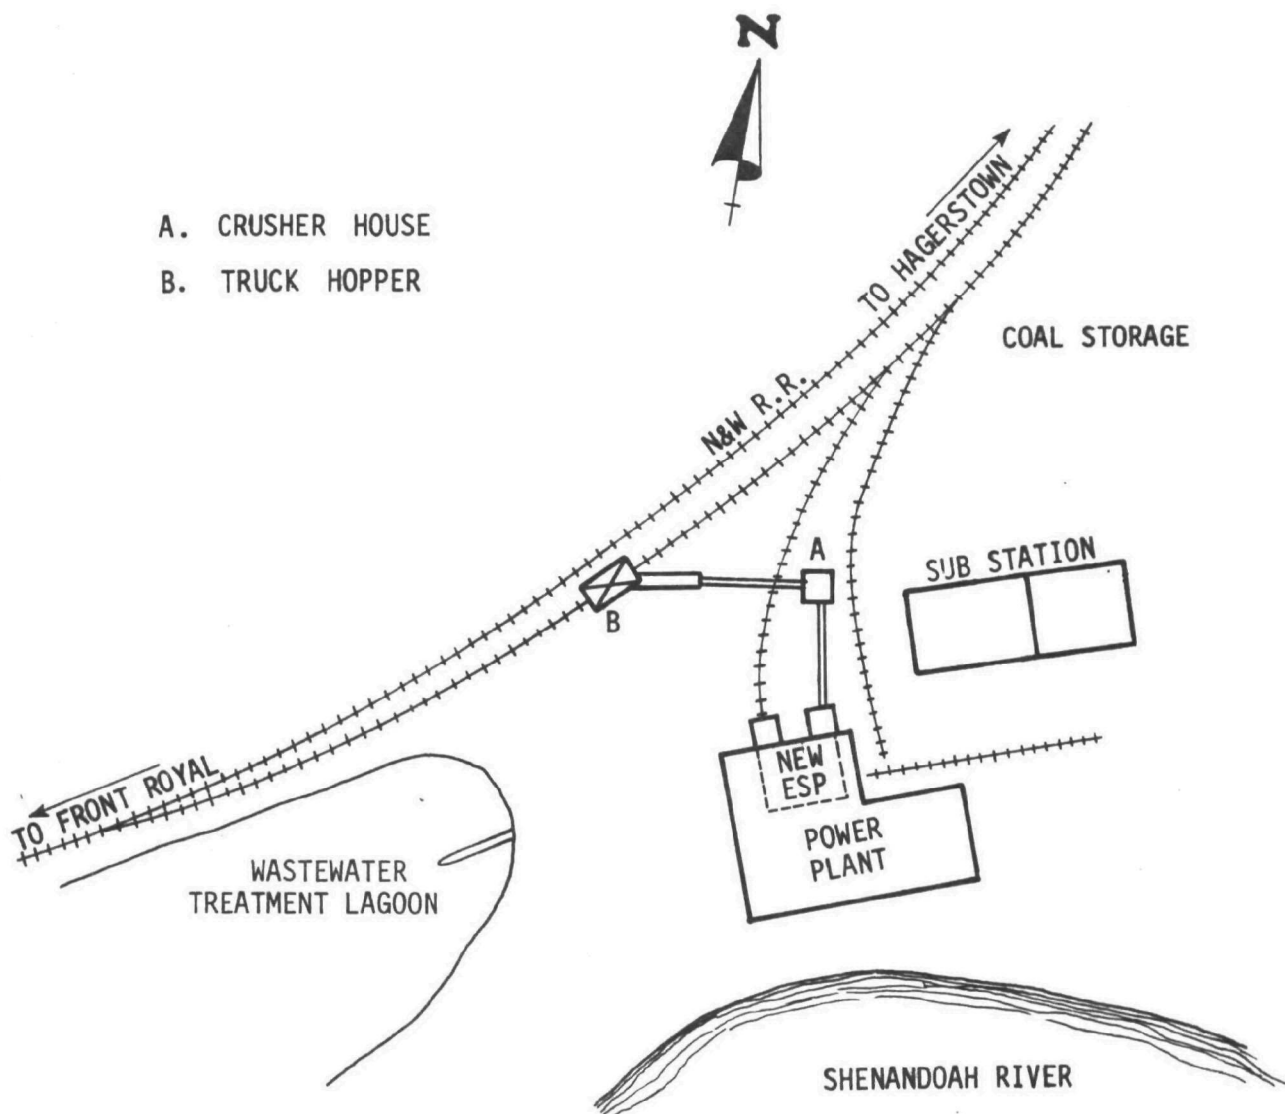 N
A. CRUSHER HOUSE
B. TRUCK HOPPER
TO HAGERSTOWN
COAL STORAGE
N&W R.R.
A
SUB STATION
B
NEW
ESP
TO FRONT ROYAL
POWER
PLANT
WASTEWATER
TREATMENT LAGOON
SHENANDOAH RIVER